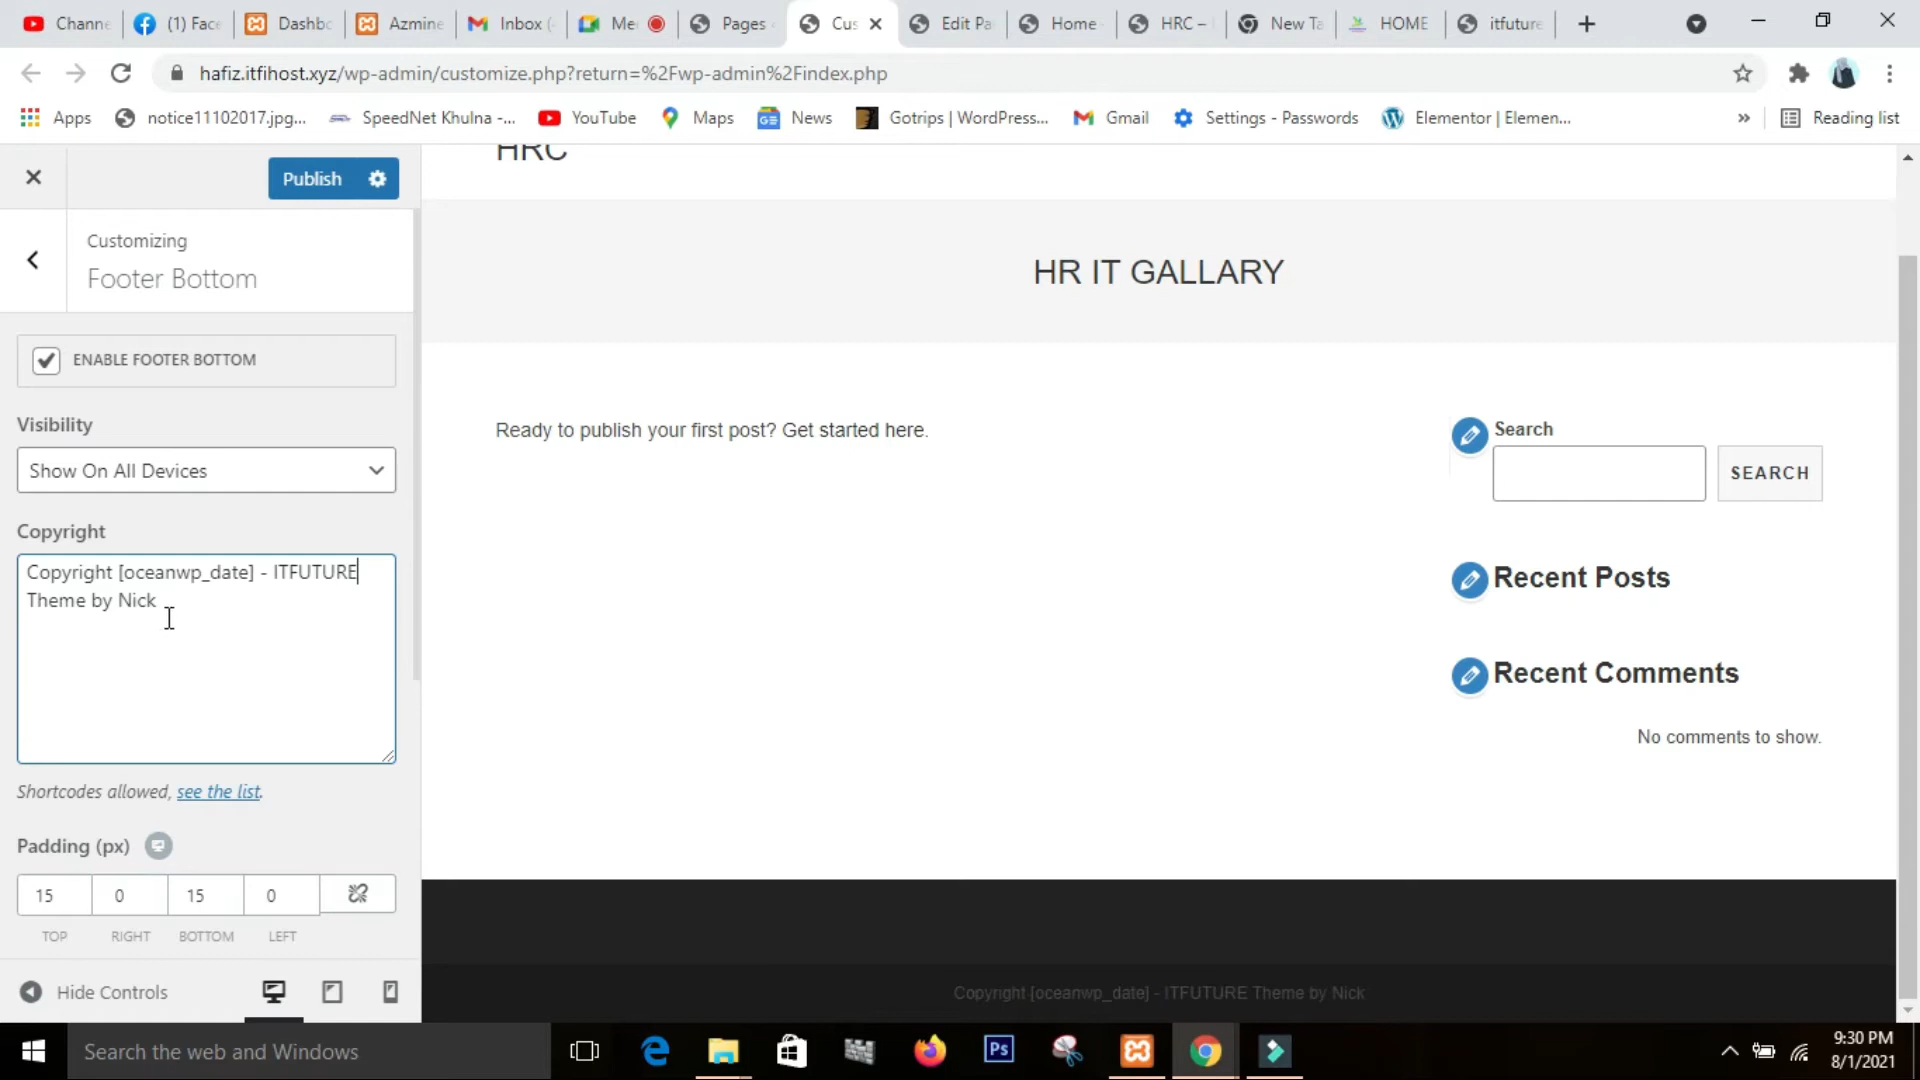 Channe
(1) Face
Dashbo
Azmine
Inbox (
Me
Pages
Cus
Edit Pa
Home
HRC –
New Ta
HOME
itfuture
hafiz.itfihost.xyz/wp-admin/customize.php?return=%2Fwp-admin%2Findex.php
Apps
notice11102017.jpg...
SpeedNet Khulna -...
YouTube
Maps
News
Gotrips | WordPress...
Gmail
Settings - Passwords
Elementor | Elemen...
»
Reading list
Publish
Customizing
Footer Bottom
ENABLE FOOTER BOTTOM
Visibility
Show On All Devices
Copyright
Copyright [oceanwp_date] - ITFUTURE
Theme by Nick
Shortcodes allowed, see the list.
Padding (px)
15 0 15 0
TOP RIGHT BOTTOM LEFT
Hide Controls
HRC
HR IT GALLARY
Ready to publish your first post? Get started here.
Search
SEARCH
Recent Posts
Recent Comments
No comments to show.
Copyright [oceanwp_date] - ITFUTURE Theme by Nick
Search the web and Windows
Ps
9:30 PM
8/1/2021